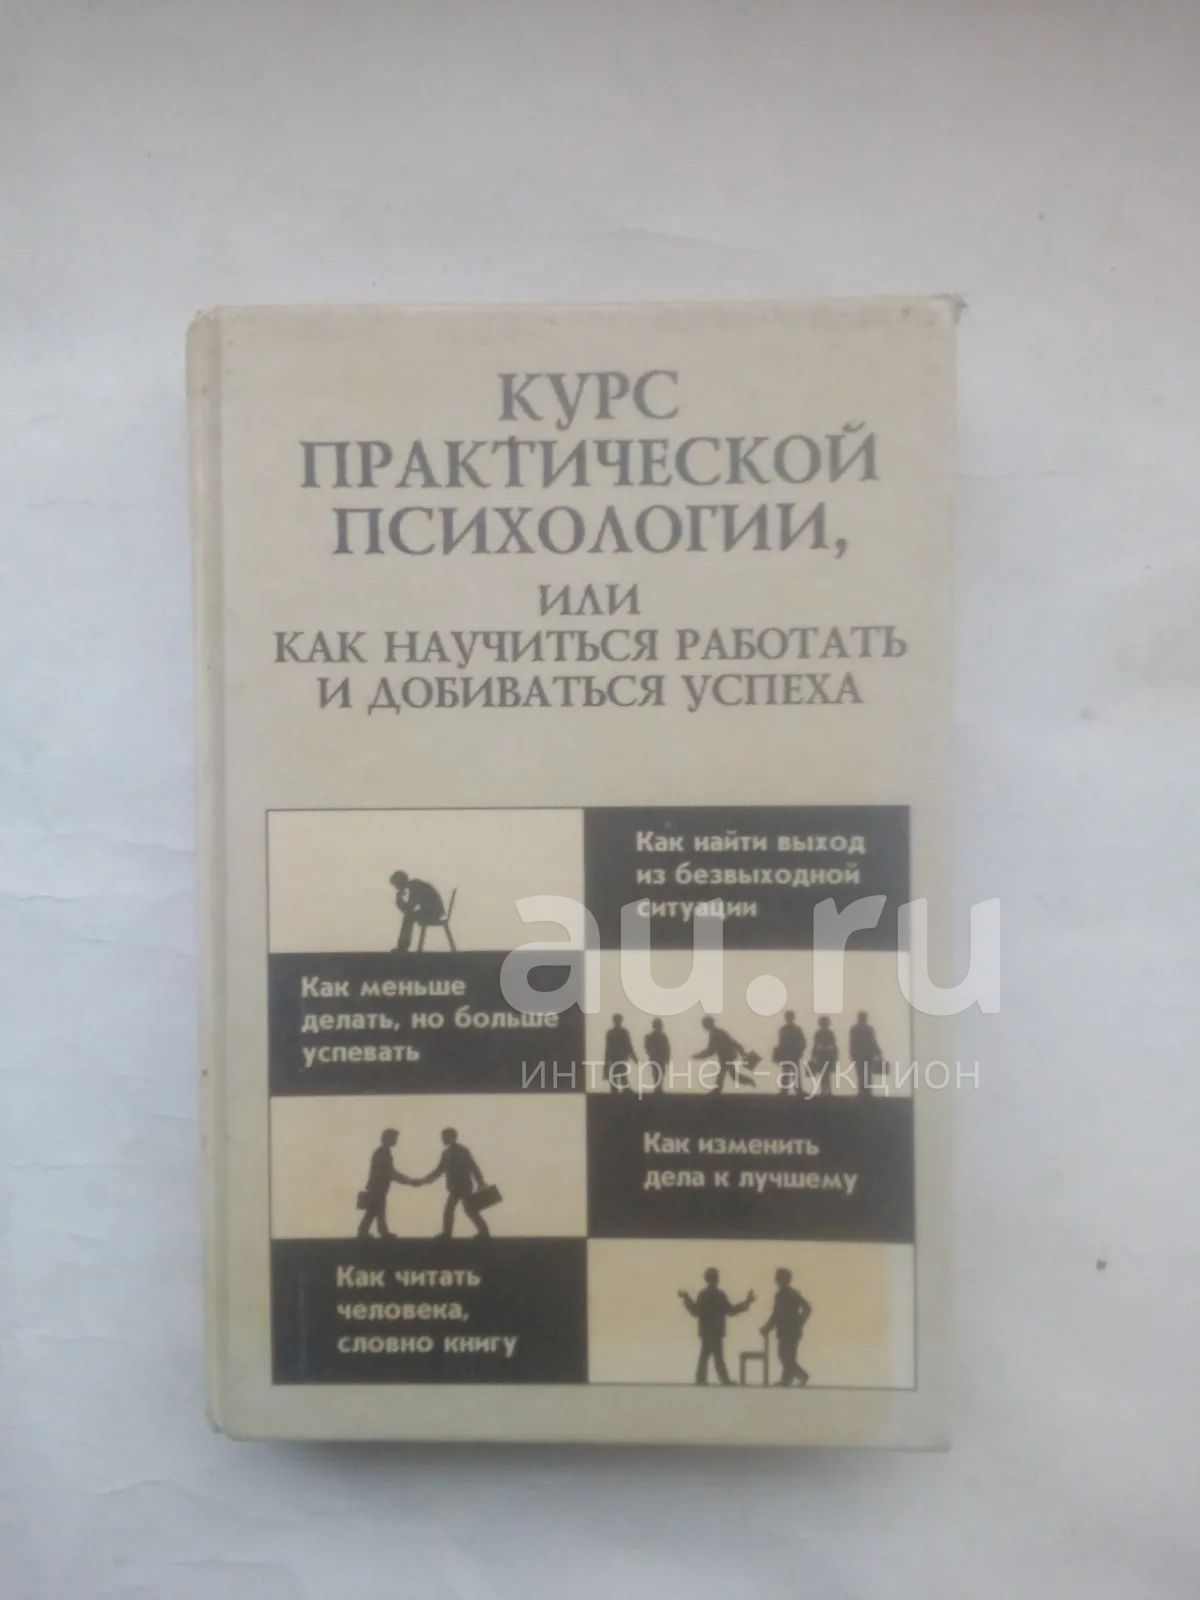 КУРС
ПРАКТИЧЕСКОЙ
ПСИХОЛОГИИ,
ИЛИ
КАК НАУЧИТЬСЯ РАБОТАТЬ
И ДОБИВАТЬСЯ УСПЕХА
Как найти выход
из безвыходной
ситуации
au.ru
интернет-аукцион
Как меньше
делать, но больше
успевать
Как изменить
дела к лучшему
Как читать
человека,
словно книгу